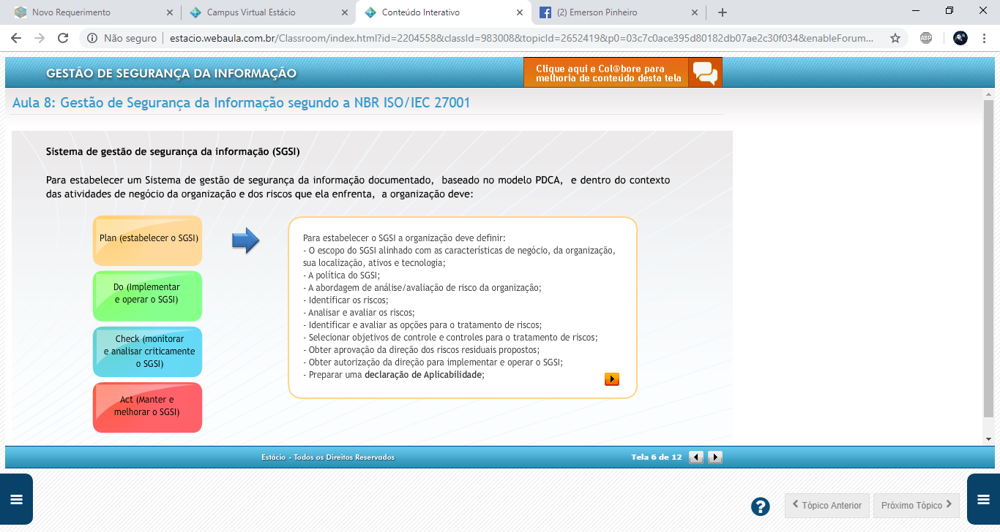 Novo Requerimento
Campus Virtual Estácio
Conteúdo Interativo
(2) Emerson Pinheiro
Não seguro
estacio.webaula.com.br/Classroom/index.html?id=2204558&classId=983008&topicId=2652419&p0=03c7c0ace395d80182db07ae2c30f034&enableForum...
ABP
GESTÃO DE SEGURANÇA DA INFORMAÇÃO
Clique aqui e Col@bore para
melhoria de conteúdo desta tela
Aula 8: Gestão de Segurança da Informação segundo a NBR ISO/IEC 27001
Sistema de gestão de segurança da informação (SGSI)
Para estabelecer um Sistema de gestão de segurança da informação documentado, baseado no modelo PDCA, e dentro do contexto
das atividades de negócio da organização e dos riscos que ela enfrenta, a organização deve:
Plan (estabelecer o SGSI)
Do (Implementar
e operar o SGSI)
Check (monitorar
e analisar criticamente
o SGSI)
Act (Manter e
melhorar o SGSI)
Para estabelecer o SGSI a organização deve definir:
- O escopo do SGSI alinhado com as características de negócio, da organização,
sua localização, ativos e tecnologia;
- A política do SGSI;
- A abordagem de análise/avaliação de risco da organização;
- Identificar os riscos;
- Analisar e avaliar os riscos;
- Identificar e avaliar as opções para o tratamento de riscos;
- Selecionar objetivos de controle e controles para o tratamento de riscos;
- Obter aprovação da direção dos riscos residuais propostos;
- Obter autorização da direção para implementar e operar o SGSI;
- Preparar uma declaração de Aplicabilidade;
Estácio - Todos os Direitos Reservados
Tela 6 de 12
?
Tópico Anterior
Próximo Tópico